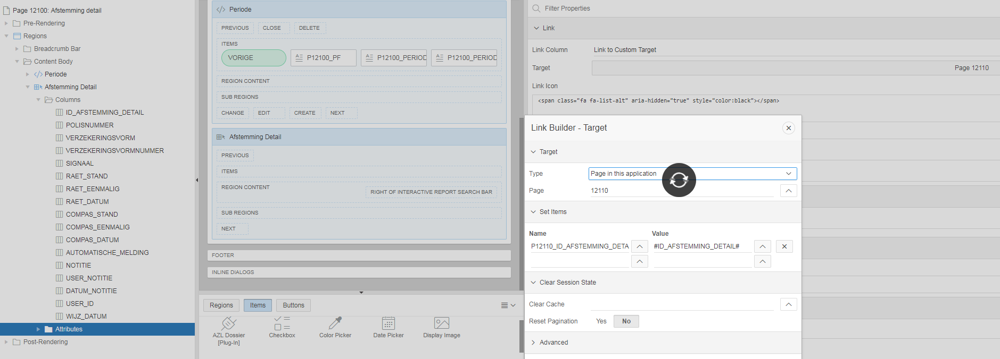 Page 12100: Afstemming detail
Pre-Rendering
Regions
Breadcrumb Bar
Content Body
Periode
Afstemming Detail
Columns
ID_AFSTEMMING_DETAIL
POLISNUMMER
VERZEKERINGSVORM
VERZEKERINGSVORMNUMMER
SIGNAAL
RAET_STAND
RAET_EENMALIG
RAET_DATUM
COMPAS_STAND
COMPAS_EENMALIG
COMPAS_DATUM
AUTOMATISCHE_MELDING
NOTITIE
USER_NOTITIE
DATUM_NOTITIE
USER_ID
WIJZ_DATUM
Attributes
Post-Rendering
Periode
PREVIOUS CLOSE DELETE
ITEMS
VORIGE P12100_PF P12100_PERIOD P12100_PERIOD
REGION CONTENT
SUB REGIONS
CHANGE EDIT CREATE NEXT
Afstemming Detail
PREVIOUS
ITEMS
REGION CONTENT RIGHT OF INTERACTIVE REPORT SEARCH BAR
SUB REGIONS
NEXT
FOOTER
INLINE DIALOGS
Regions Items Buttons
AZL Dossier [Plug-In]
Checkbox
Color Picker
Date Picker
Display Image
Filter Properties
Link
Link Column Link to Custom Target
Target Page 12110
Link Icon
<span class="fa fa-list-alt" aria-hidden="true" style="color:black"></span>
Link Builder - Target
Target
Type Page in this application
Page 12110
Set Items
Name Value
P12110_ID_AFSTEMMING_DETA #ID_AFSTEMMING_DETAIL#
Clear Session State
Clear Cache
Reset Pagination Yes No
Advanced